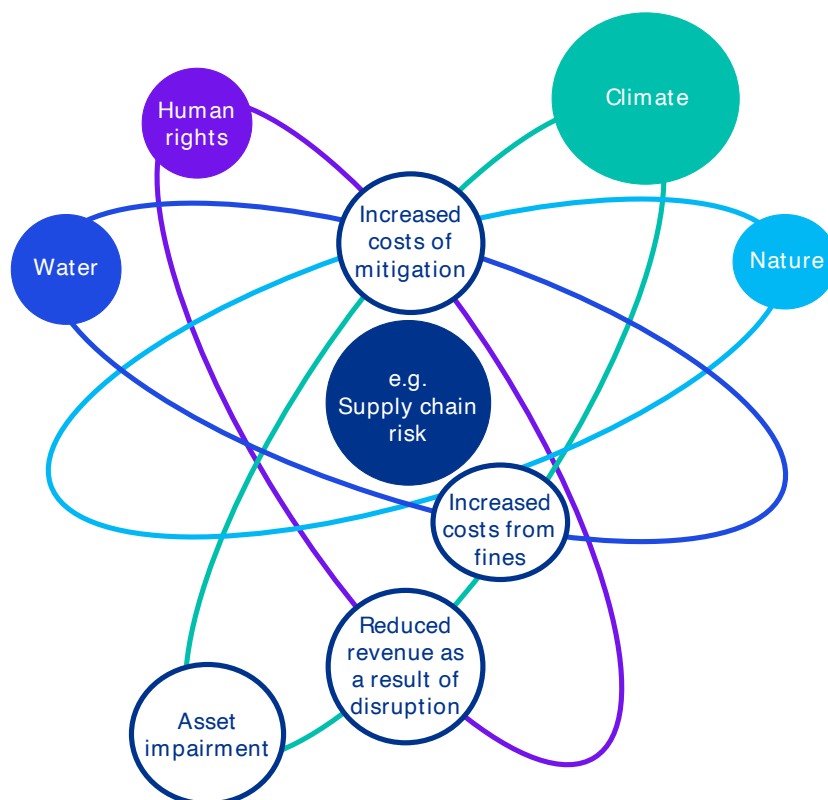 Climate
Human
rights
Increased
costs of
mitigation
Water
Nature
e.g.
Supply chain
risk
Increased
costs from
fines
Reduced
revenue as
a result of
disruption
Asset
impairment